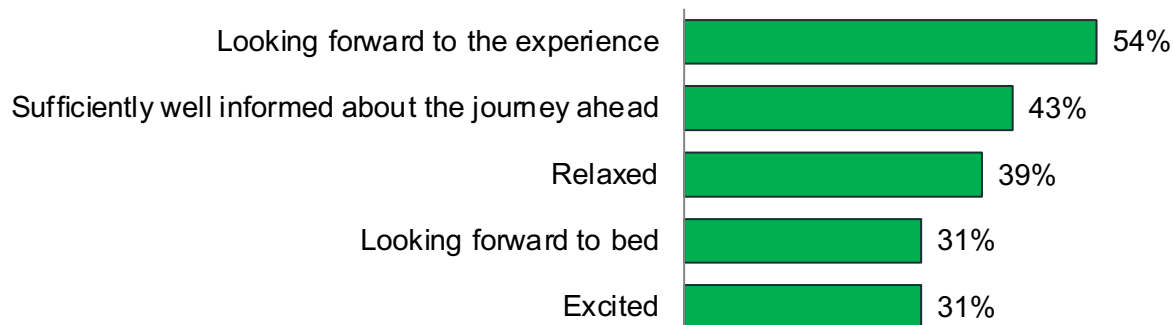 Looking forward to the experience 54%
Sufficiently well informed about the journey ahead 43%
Relaxed 39%
Looking forward to bed 31%
Excited 31%